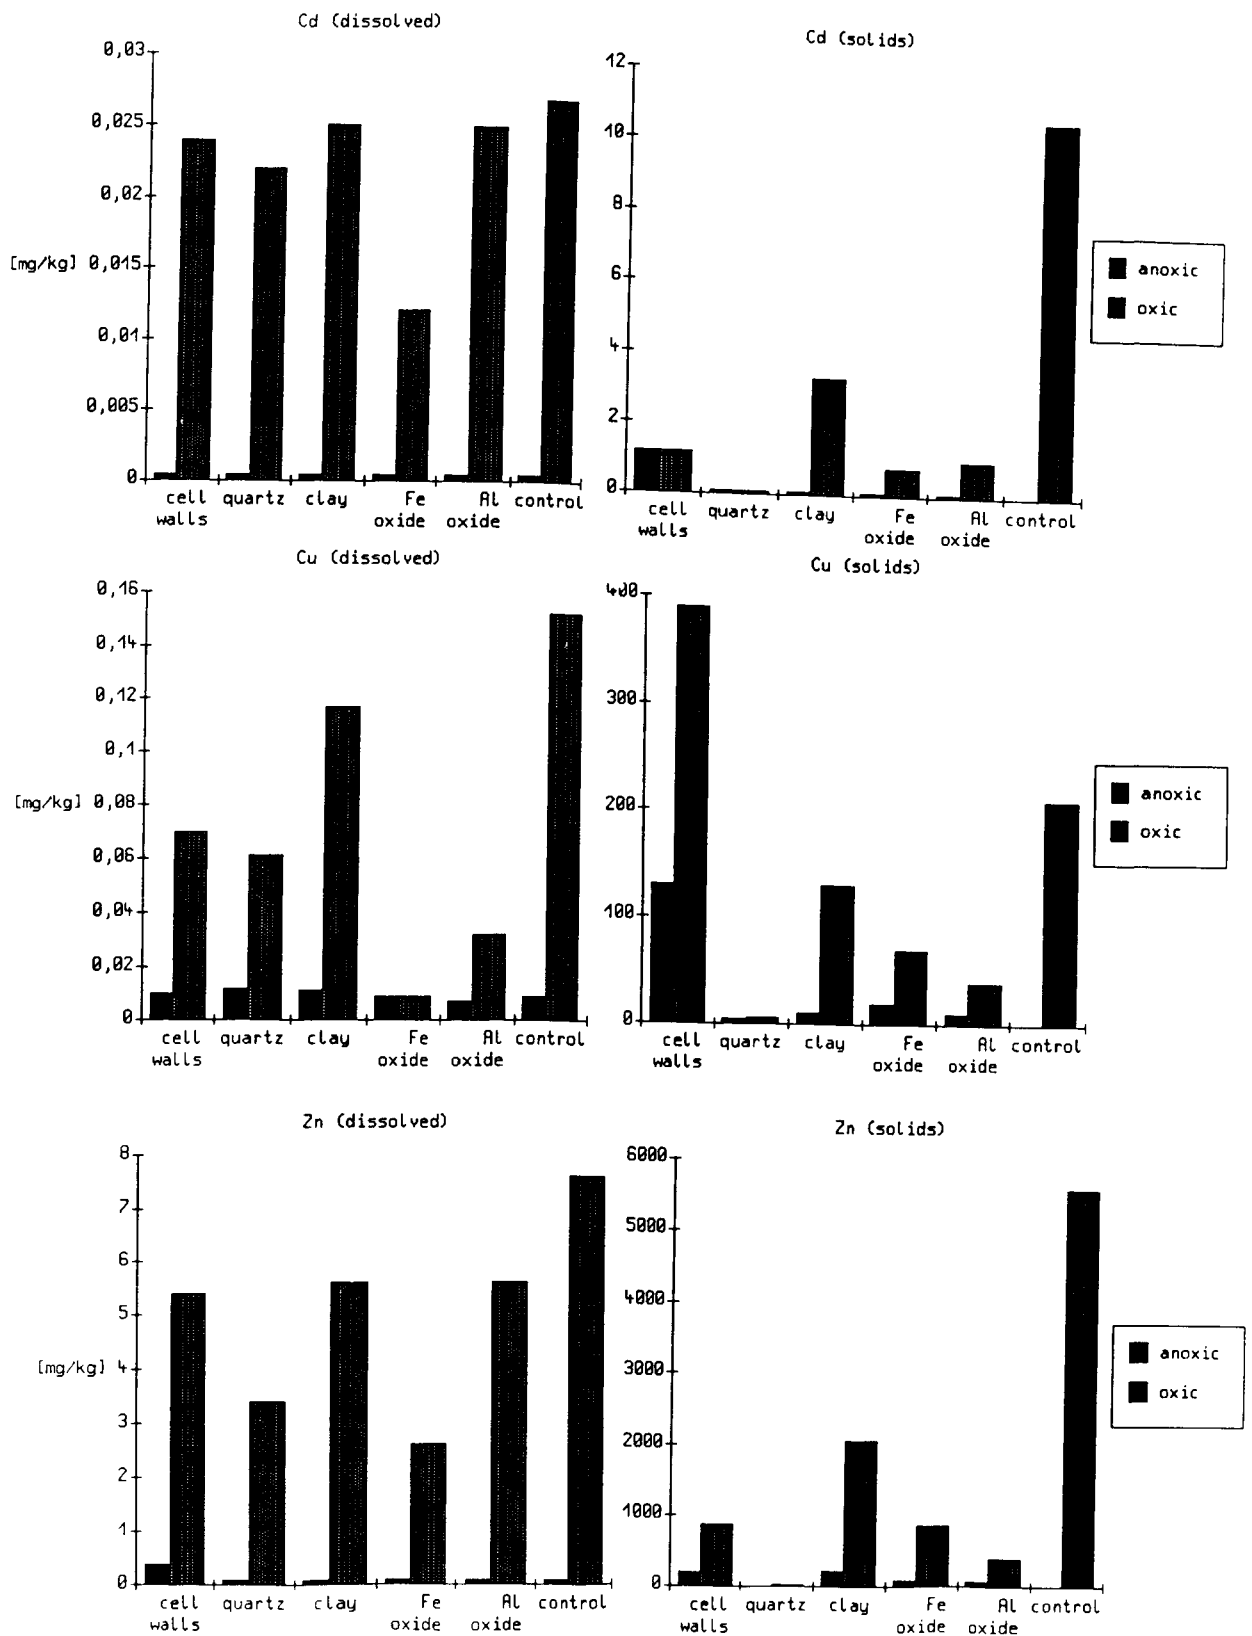 Cd (dissolved)
0,03
0,025
0,02
[mg/kg] 0,015
0,01
0,005
0
cell walls quartz clay Fe oxide Al oxide control
Cd (solids)
12
10
8
6
4
2
0
cell walls quartz clay Fe oxide Al oxide control
anoxic
oxic
Cu (dissolved)
0,16
0,14
0,12
0,1
[mg/kg] 0,08
0,06
0,04
0,02
0
cell walls quartz clay Fe oxide Al oxide control
Cu (solids)
400
300
200
100
0
cell walls quartz clay Fe oxide Al oxide control
anoxic
oxic
Zn (dissolved)
8
7
6
5
[mg/kg] 4
3
2
1
0
cell walls quartz clay Fe oxide Al oxide control
Zn (solids)
6000
5000
4000
3000
2000
1000
0
cell walls quartz clay Fe oxide Al oxide control
anoxic
oxic